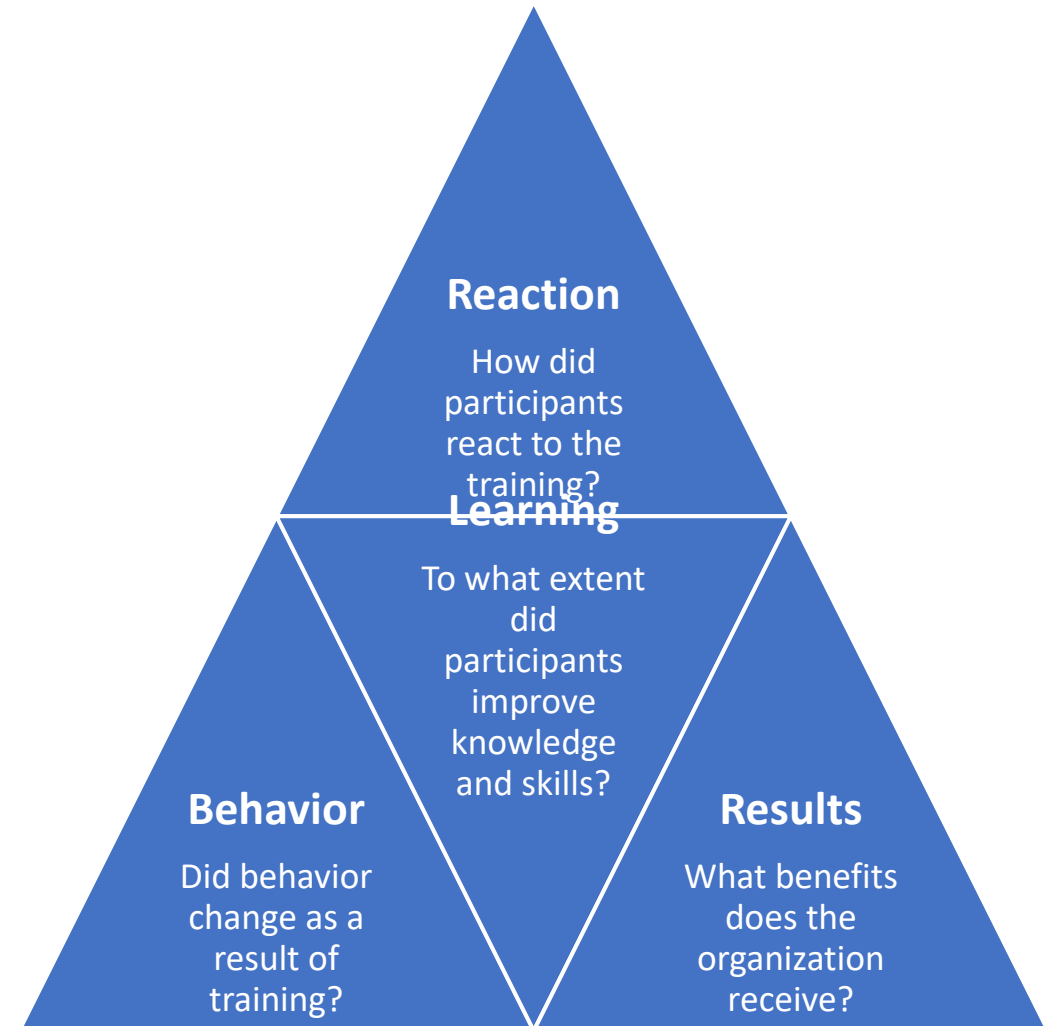 Reaction
How did
participants
react to the
training?
Learning
To what extent
did
participants
improve
knowledge
and skills?
Behavior
Did behavior
change as a
result of
training?
Results
What benefits
does the
organization
receive?